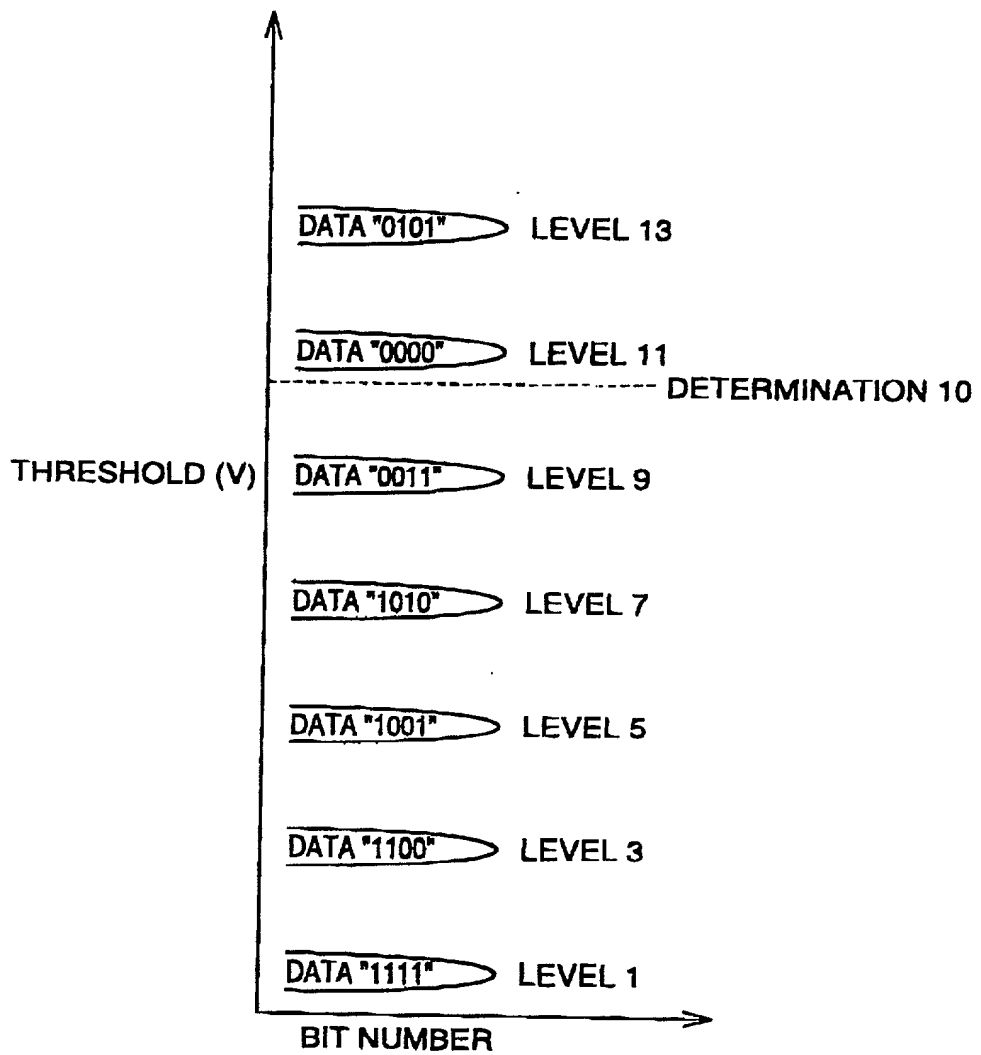 DATA "0101" LEVEL 13
DATA "0000" LEVEL 11
DETERMINATION 10
THRESHOLD (V) DATA "0011" LEVEL 9
DATA "1010" LEVEL 7
DATA "1001" LEVEL 5
DATA "1100" LEVEL 3
DATA "1111" LEVEL 1
BIT NUMBER